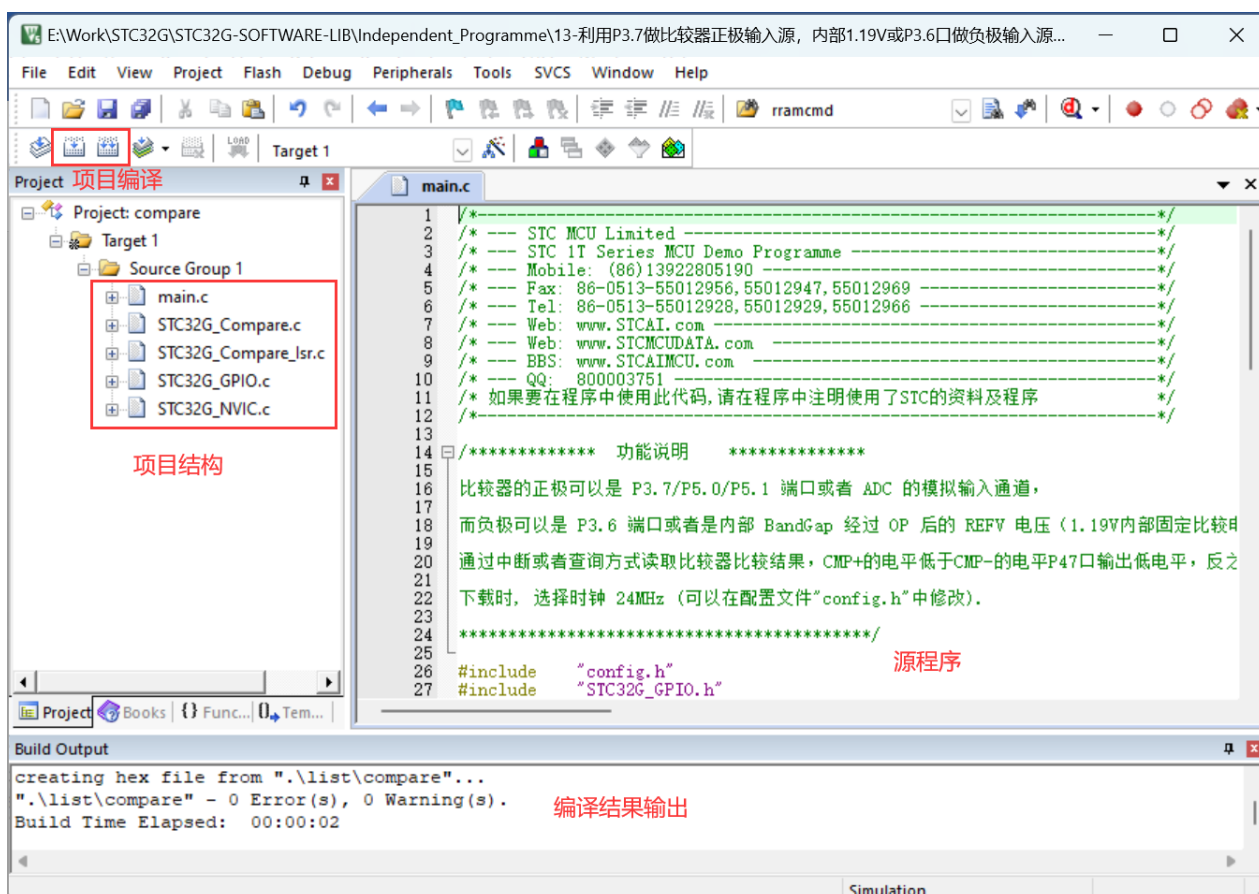 E:\Work\STC32G\STC32G-SOFTWARE-LIB\Independent_Programme\13-利用P3.7做比较器正极输入源，内部1.19V或P3.6口做负极输入源...
File Edit View Project Flash Debug Peripherals Tools SVCS Window Help
rramcmd
LOAD Target 1
Project 项目编译
main.c
Project: compare
Target 1
Source Group 1
main.c
STC32G_Compare.c
STC32G_Compare_Isr.c
STC32G_GPIO.c
STC32G_NVIC.c
项目结构
1 /*---------------------------------------------------------------------*/
2 /* --- STC MCU Limited ------------------------------------------------*/
3 /* --- STC 1T Series MCU Demo Programme -------------------------------*/
4 /* --- Mobile: (86)13922805190 ----------------------------------------*/
5 /* --- Fax: 86-0513-55012956,55012947,55012969 ------------------------*/
6 /* --- Tel: 86-0513-55012928,55012929,55012966 ------------------------*/
7 /* --- Web: www.STCAI.com ---------------------------------------------*/
8 /* --- Web: www.STCMCUDATA.com ---------------------------------------*/
9 /* --- BBS: www.STCAIMCU.com -----------------------------------------*/
10 /* --- QQ: 800003751 -------------------------------------------------*/
11 /* 如果要在程序中使用此代码,请在程序中注明使用了STC的资料及程序 */
12 /*---------------------------------------------------------------------*/
13
14 /************* 功能说明 **************
15
16 比较器的正极可以是 P3.7/P5.0/P5.1 端口或者 ADC 的模拟输入通道，
17
18 而负极可以是 P3.6 端口或者是内部 BandGap 经过 OP 后的 REFV 电压（1.19V内部固定比较
19
20 通过中断或者查询方式读取比较器比较结果，CMP+的电平低于CMP-的电平P47口输出低电平，反之
21
22 下载时, 选择时钟 24MHz (可以在配置文件"config.h"中修改).
23
24 ******************************************/
25
26 #include "config.h"
27 #include "STC32G_GPIO.h"
源程序
Project Books {} Func... Tem...
Build Output
creating hex file from ".\list\compare"...
".\list\compare" - 0 Error(s), 0 Warning(s).
Build Time Elapsed: 00:00:02
编译结果输出
Simulation